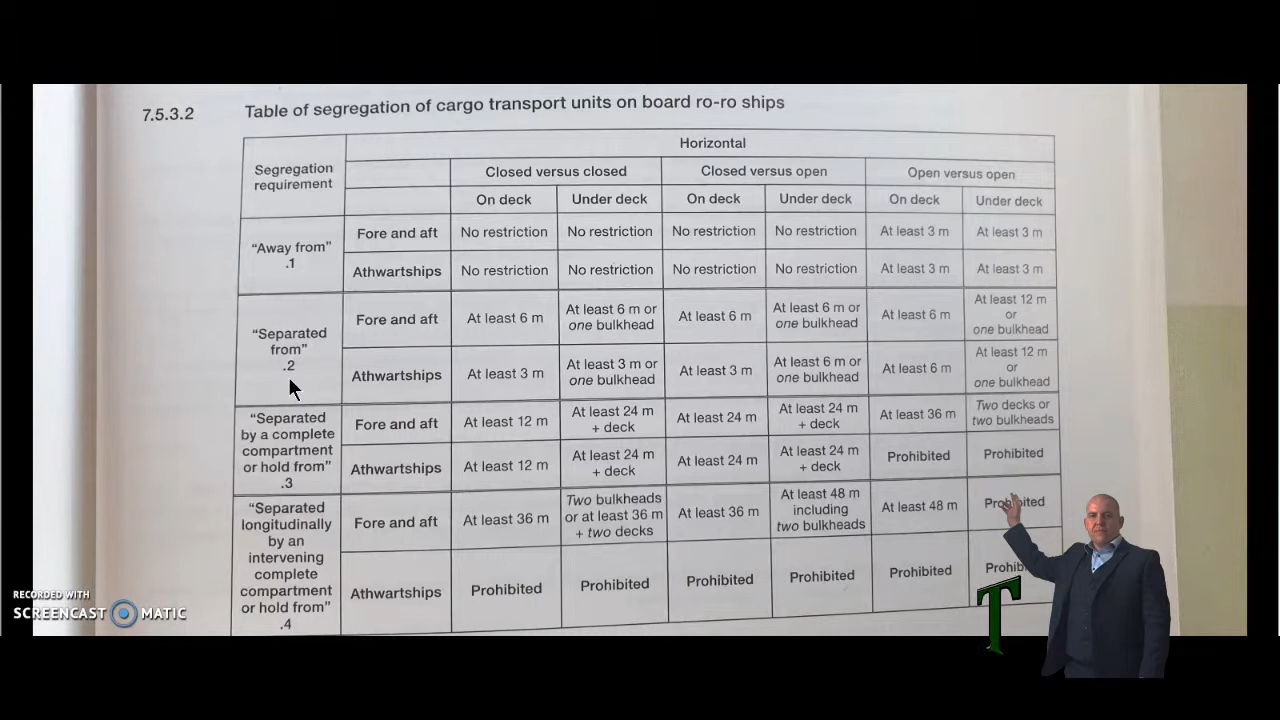 7.5.3.2 Table of segregation of cargo transport units on board ro-ro ships
Segregation
requirement
Horizontal
Closed versus closed Closed versus open Open versus open
On deck Under deck On deck Under deck On deck Under deck
“Away from”
.1
Fore and aft No restriction No restriction No restriction No restriction At least 3 m At least 3 m
Athwartships No restriction No restriction No restriction No restriction At least 3 m At least 3 m
“Separated
from”
.2
Fore and aft
At least 6 m
At least 6 m or
one bulkhead
At least 6 m
At least 6 m or
one bulkhead
At least 6 m
At least 12 m
or
one bulkhead
Athwartships
At least 3 m
At least 3 m or
one bulkhead
At least 3 m
At least 6 m or
one bulkhead
At least 6 m
At least 12 m
or
one bulkhead
“Separated
by a complete
compartment
or hold from”
.3
Fore and aft
At least 12 m
At least 24 m
+ deck
At least 24 m
At least 24 m
+ deck
At least 36 m
Two decks or
two bulkheads
Athwartships
At least 12 m
At least 24 m
+ deck
At least 24 m
At least 24 m
+ deck
Prohibited
Prohibited
“Separated
longitudinally
by an
intervening
complete
compartment
or hold from”
.4
Fore and aft
At least 36 m
Two bulkheads
or at least 36 m
+ two decks
At least 36 m
At least 48 m
including
two bulkheads
At least 48 m
Prohibited
Athwartships
Prohibited
Prohibited
Prohibited
Prohibited
Prohibited
T
RECORDED WITH
SCREENCAST MATIC